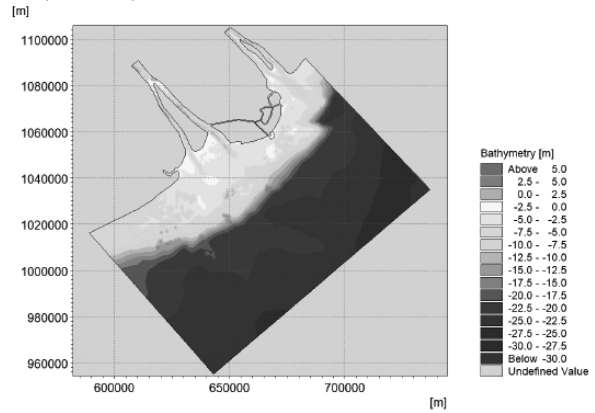 [m]
1100000
1080000
1060000
1040000
1020000
1000000
980000
960000
600000 650000 700000
[m]
Bathymetry [m]
Above 5.0
2.5 - 5.0
0.0 - 2.5
-2.5 - 0.0
-5.0 - -2.5
-7.5 - -5.0
-10.0 - -7.5
-12.5 - -10.0
-15.0 - -12.5
-17.5 - -15.0
-20.0 - -17.5
-22.5 - -20.0
-25.0 - -22.5
-27.5 - -25.0
-30.0 - -27.5
Below -30.0
Undefined Value